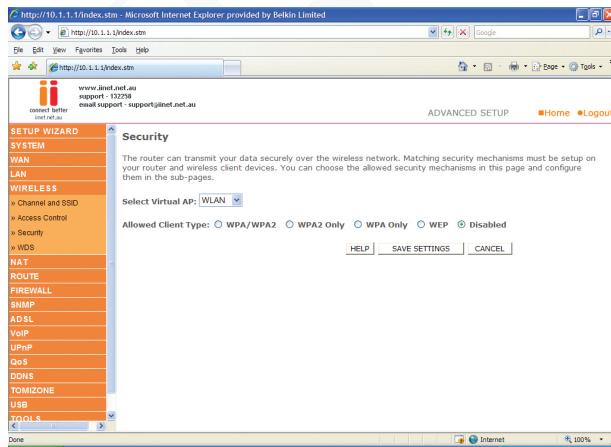 http://10.1.1.1/index.stm - Microsoft Internet Explorer provided by Belkin Limited
http://10.1.1.1/index.stm
Google
File Edit View Favorites Tools Help
http://10.1.1.1/index.stm
Page Tools
www.iinet.net.au
support - 132258
email support - support@iinet.net.au
connect better
iinet.net.au
ADVANCED SETUP Home Logout
SETUP WIZARD
SYSTEM
WAN
LAN
WIRELESS
» Channel and SSID
» Access Control
» Security
» WDS
NAT
ROUTE
FIREWALL
SNMP
ADSL
VoIP
UPnP
QoS
DDNS
TOMIZONE
USB
TOOLS
Security
The router can transmit your data securely over the wireless network. Matching security mechanisms must be setup on
your router and wireless client devices. You can choose the allowed security mechanisms in this page and configure
them in the sub-pages.
Select Virtual AP: WLAN
Allowed Client Type: WPA/WPA2 WPA2 Only WPA Only WEP Disabled
HELP SAVE SETTINGS CANCEL
Done Internet 100%